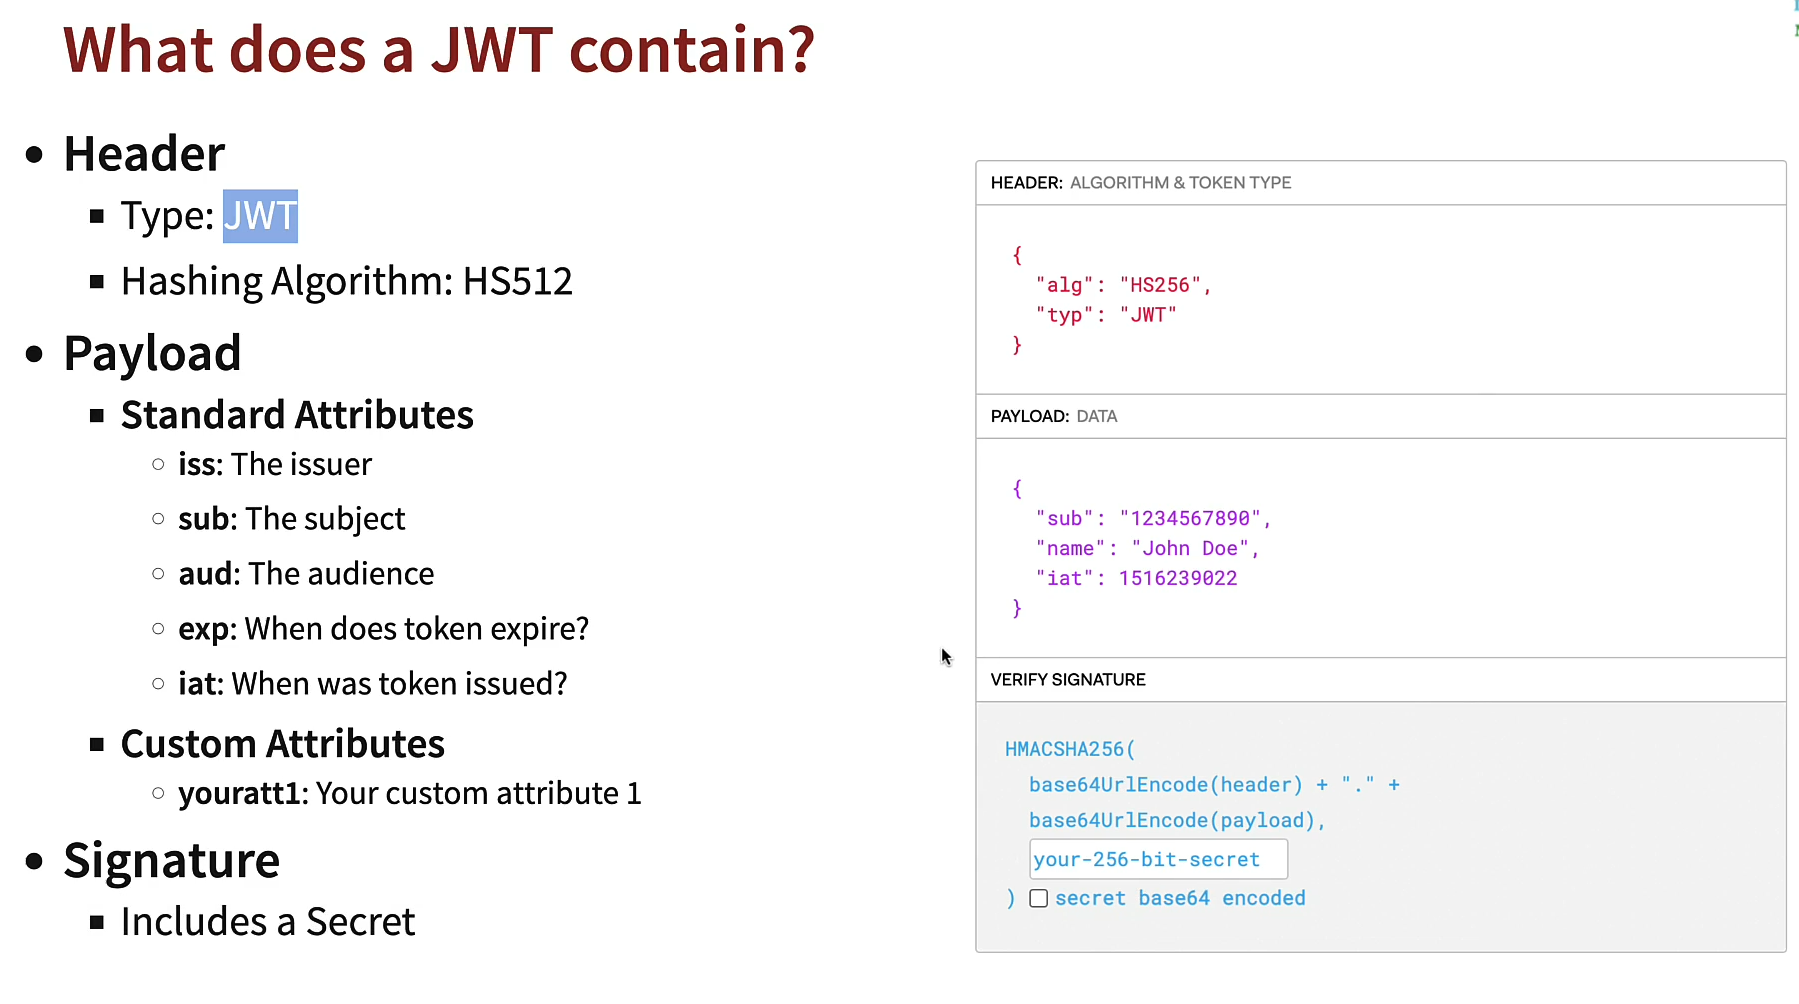 What does a JWT contain?
Header
Type: JWT
Hashing Algorithm: HS512
Payload
Standard Attributes
iss: The issuer
sub: The subject
aud: The audience
exp: When does token expire?
iat: When was token issued?
Custom Attributes
youratt1: Your custom attribute 1
Signature
Includes a Secret
HEADER: ALGORITHM & TOKEN TYPE
{
"alg": "HS256",
"typ": "JWT"
}
PAYLOAD: DATA
{
"sub": "1234567890",
"name": "John Doe",
"iat": 1516239022
}
VERIFY SIGNATURE
HMACSHA256(
base64UrlEncode(header) + "." +
base64UrlEncode(payload),
your-256-bit-secret
) secret base64 encoded